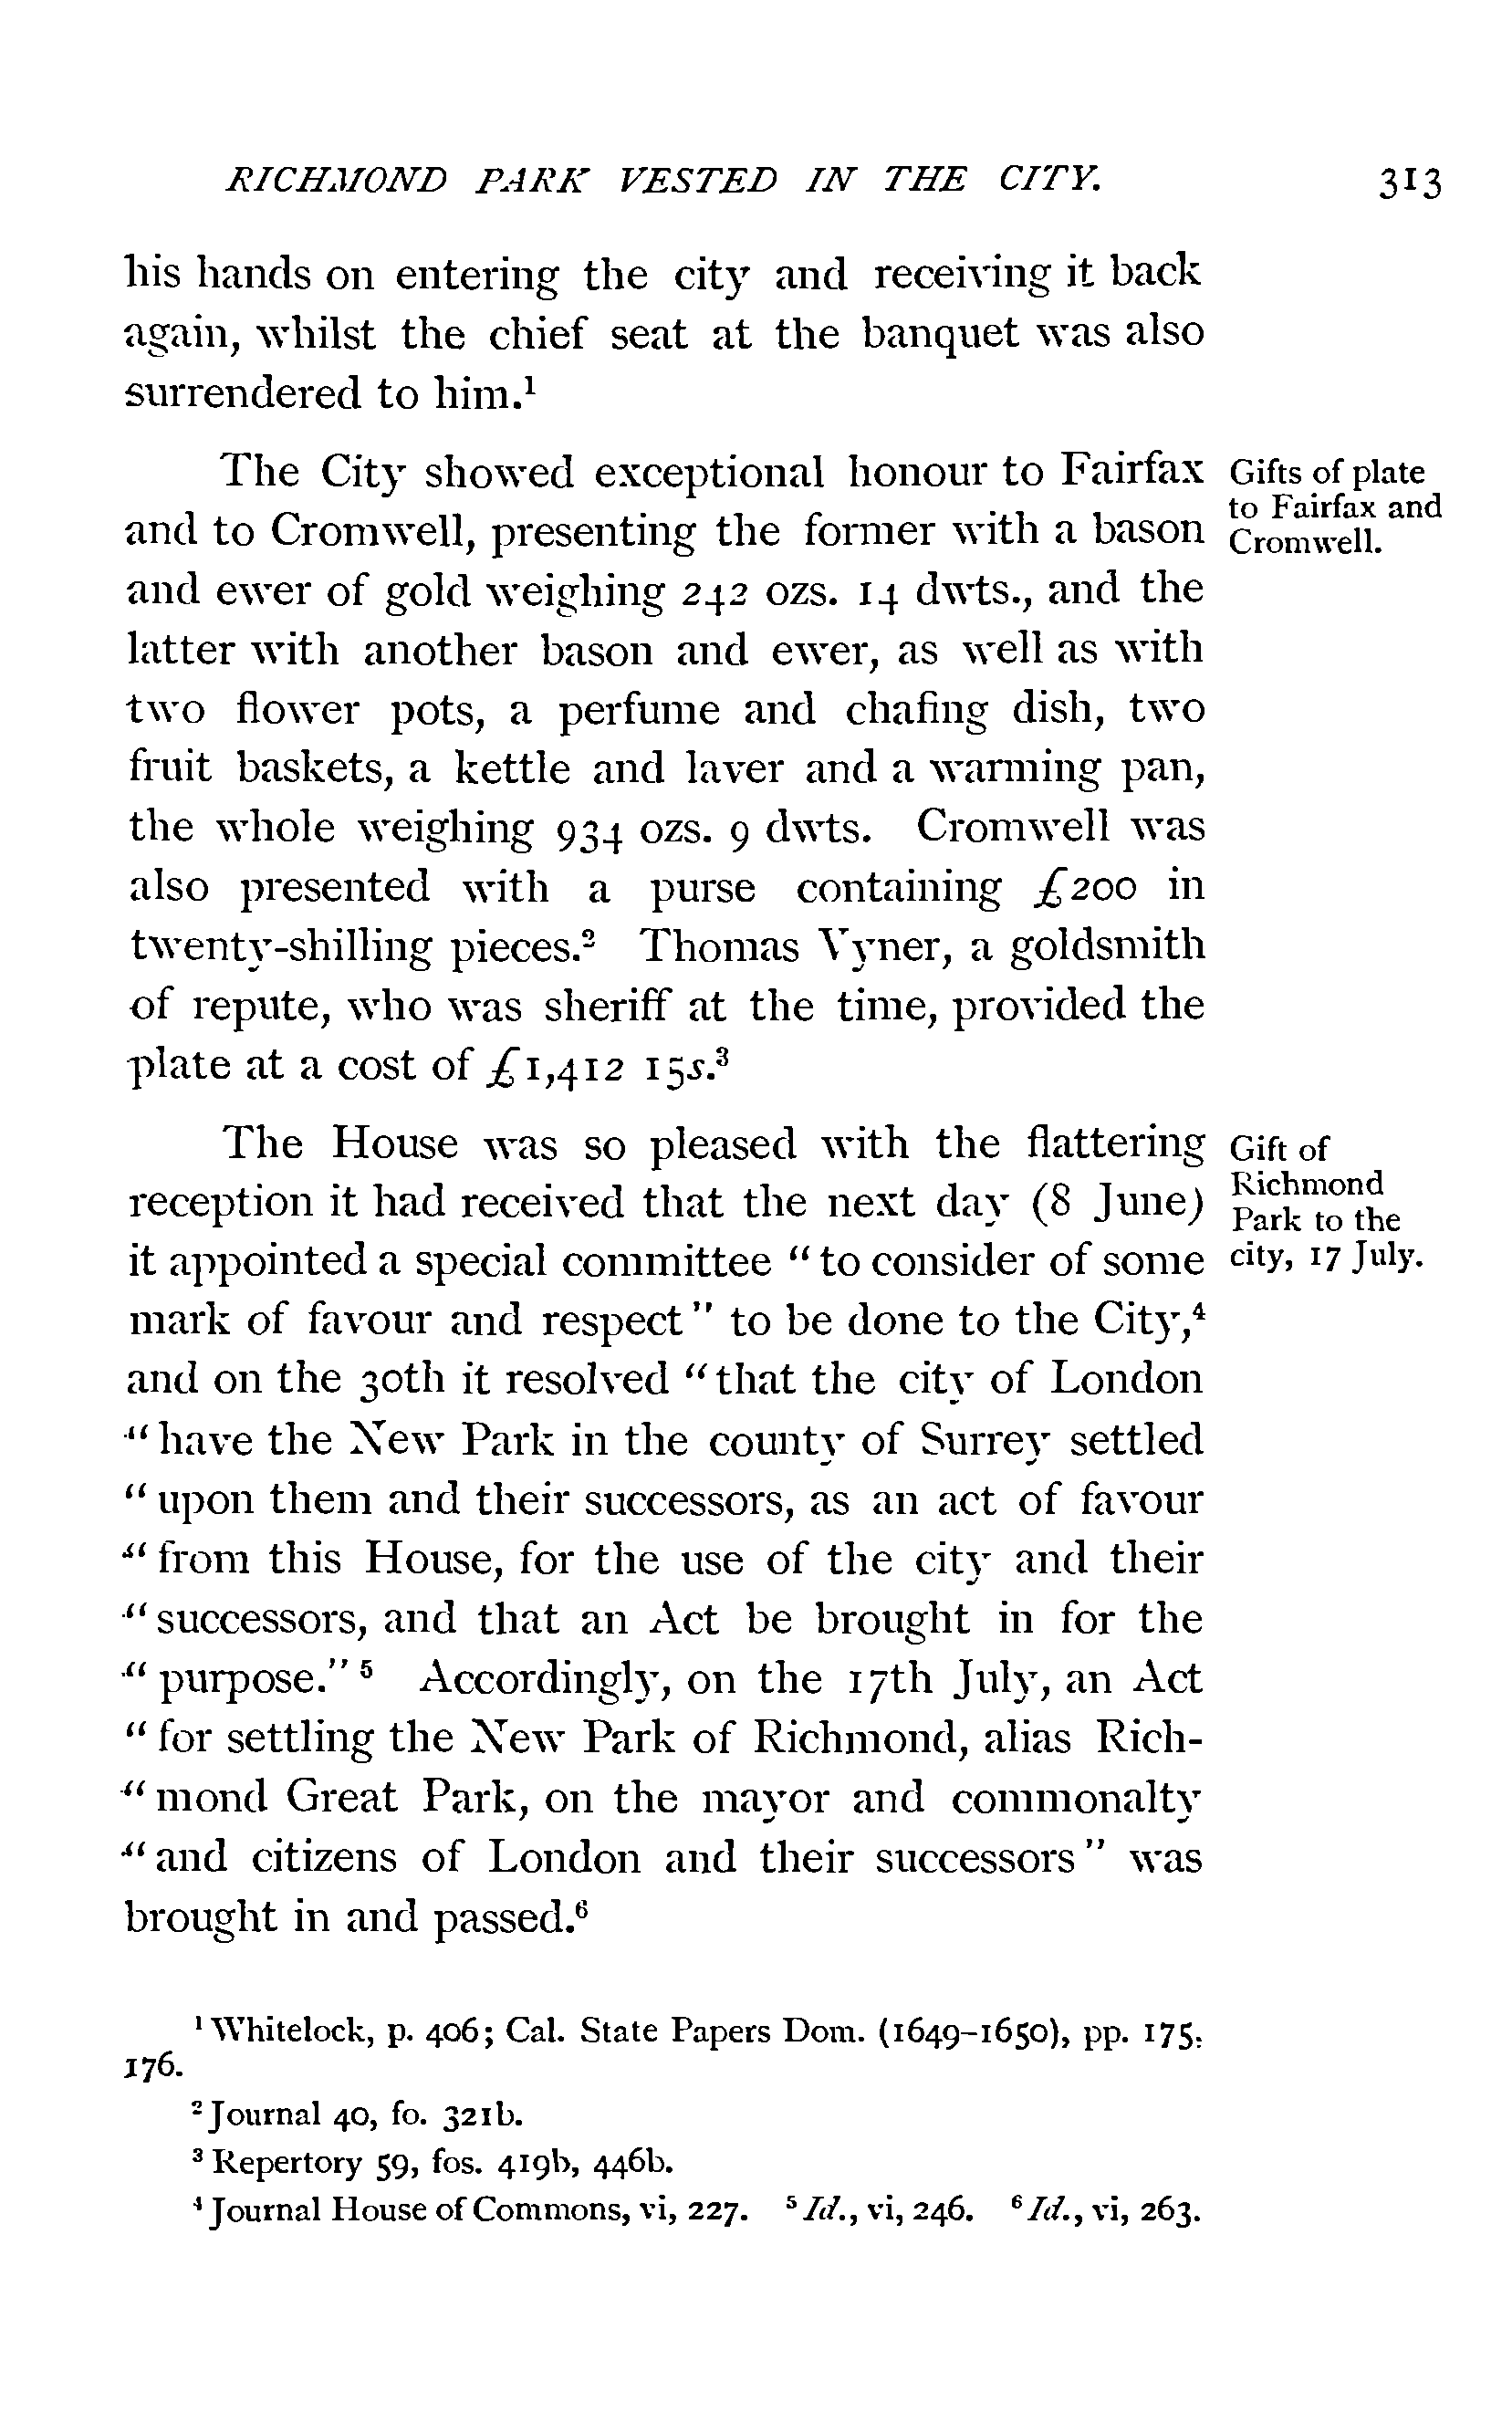 RICHMOND PARK VESTED IN THE CITY. 313
his hands on entering the city and receiving it back
again, whilst the chief seat at the banquet was also
surrendered to him.¹
The City showed exceptional honour to Fairfax
and to Cromwell, presenting the former with a bason
and ewer of gold weighing 242 ozs. 14 dwts., and the
latter with another bason and ewer, as well as with
two flower pots, a perfume and chafing dish, two
fruit baskets, a kettle and laver and a warming pan,
the whole weighing 934 ozs. 9 dwts. Cromwell was
also presented with a purse containing £200 in
twenty-shilling pieces.² Thomas Vyner, a goldsmith
of repute, who was sheriff at the time, provided the
plate at a cost of £1,412 15s.³
Gifts of plate
to Fairfax and
Cromwell.
The House was so pleased with the flattering
reception it had received that the next day (8 June)
it appointed a special committee "to consider of some
mark of favour and respect" to be done to the City,⁴
and on the 30th it resolved "that the city of London
"have the New Park in the county of Surrey settled
"upon them and their successors, as an act of favour
"from this House, for the use of the city and their
"successors, and that an Act be brought in for the
"purpose."⁵ Accordingly, on the 17th July, an Act
"for settling the New Park of Richmond, alias Rich-
"mond Great Park, on the mayor and commonalty
"and citizens of London and their successors" was
brought in and passed.⁶
Gift of
Richmond
Park to the
city, 17 July.
¹ Whitelock, p. 406; Cal. State Papers Dom. (1649–1650), pp. 175,
176.
² Journal 40, fo. 321b.
³ Repertory 59, fos. 419b, 446b.
⁴ Journal House of Commons, vi, 227. ⁵ Id., vi, 246. ⁶ Id., vi, 263.